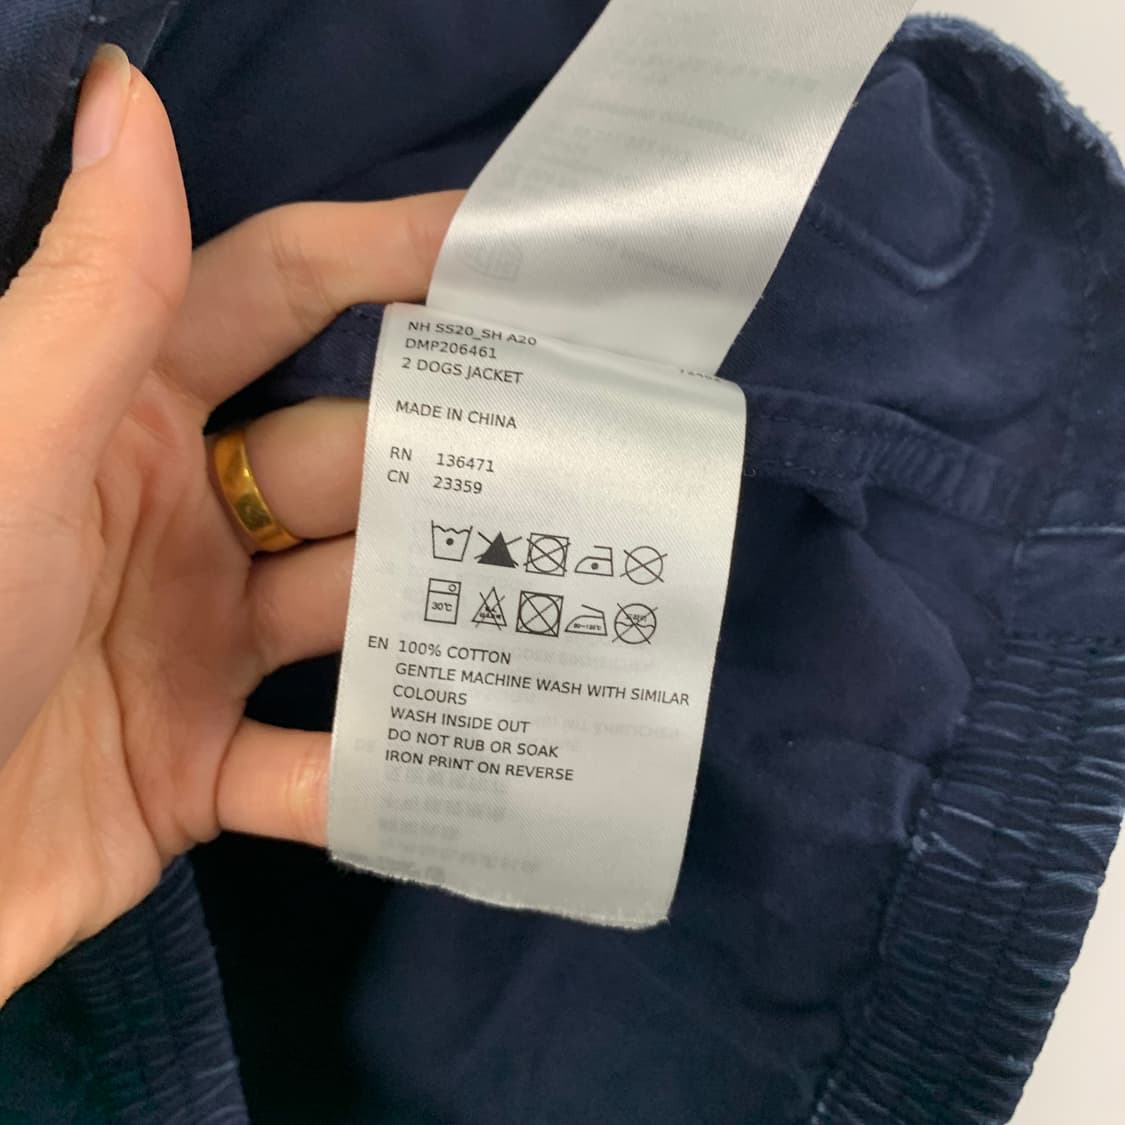 NH SS20_SH A20
DMP206461
2 DOGS JACKET
MADE IN CHINA
RN 136471
CN 23359
30℃
EN 100% COTTON
GENTLE MACHINE WASH WITH SIMILAR
COLOURS
WASH INSIDE OUT
DO NOT RUB OR SOAK
IRON PRINT ON REVERSE